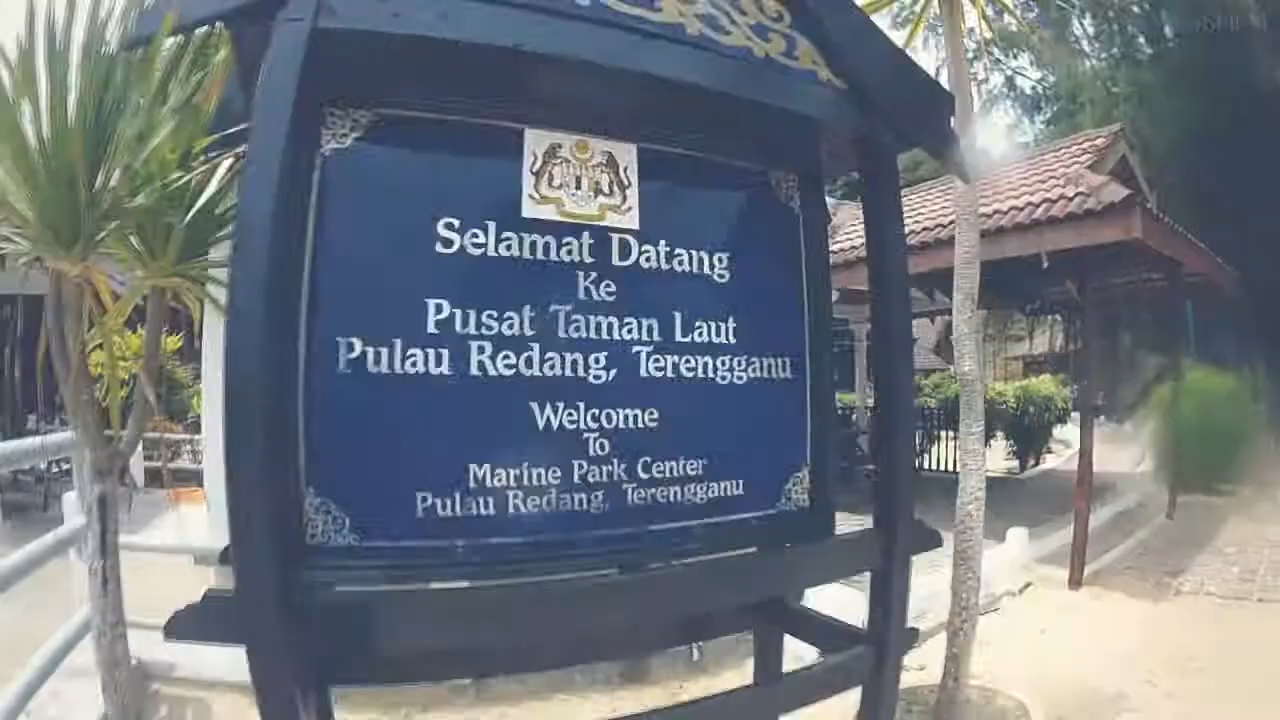 Selamat Datang
Ke
Pusat Taman Laut
Pulau Redang, Terengganu
Welcome
To
Marine Park Center
Pulau Redang, Terengganu